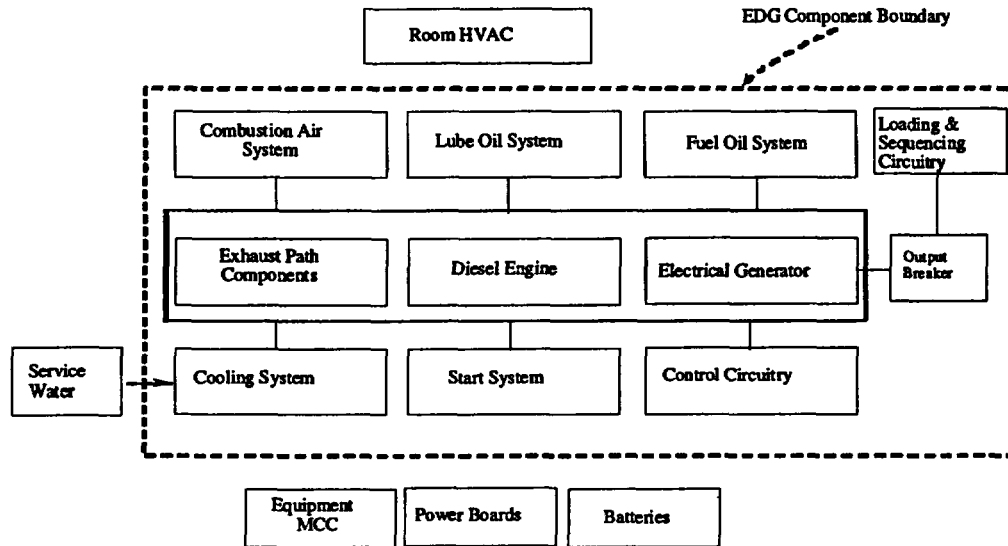 EDG Component Boundary
Room HVAC
Combustion Air
System
Lube Oil System
Fuel Oil System
Loading &
Sequencing
Circuitry
Exhaust Path
Components
Diesel Engine
Electrical Generator
Output
Breaker
Service
Water
Cooling System
Start System
Control Circuitry
Equipment
MCC
Power Boards
Batteries